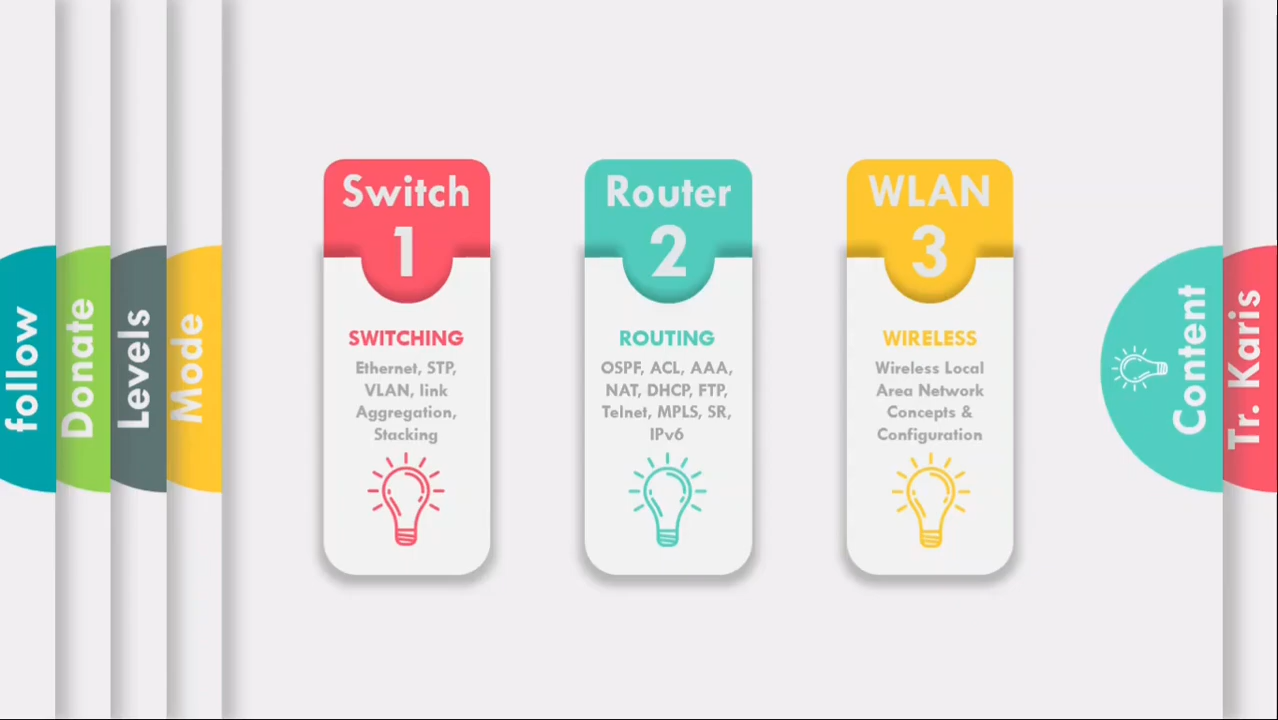 follow
Donate
Levels
Mode
Switch
1
SWITCHING
Ethernet, STP,
VLAN, link
Aggregation,
Stacking
Router
2
ROUTING
OSPF, ACL, AAA,
NAT, DHCP, FTP,
Telnet, MPLS, SR,
IPv6
WLAN
3
WIRELESS
Wireless Local
Area Network
Concepts &
Configuration
Content
Tr. Karis